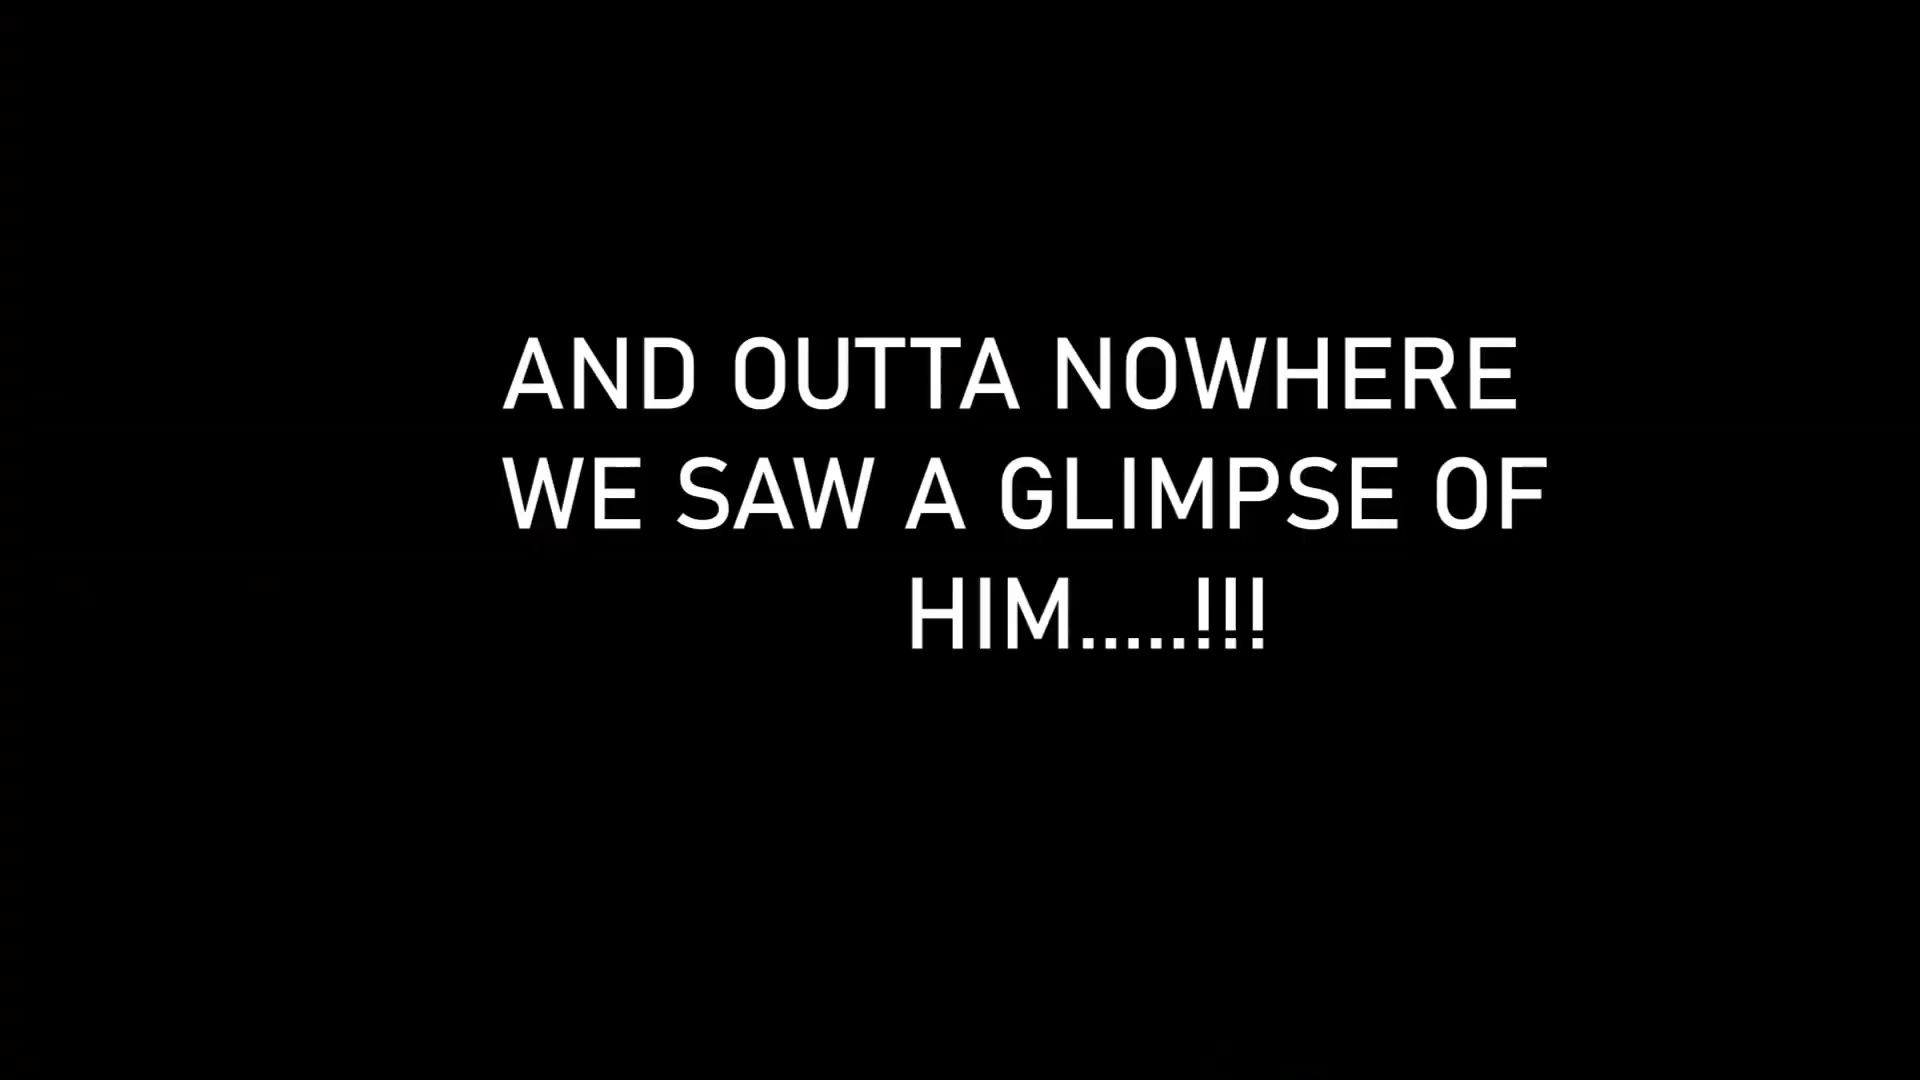 AND OUTTA NOWHERE
WE SAW A GLIMPSE OF
HIM.....!!!